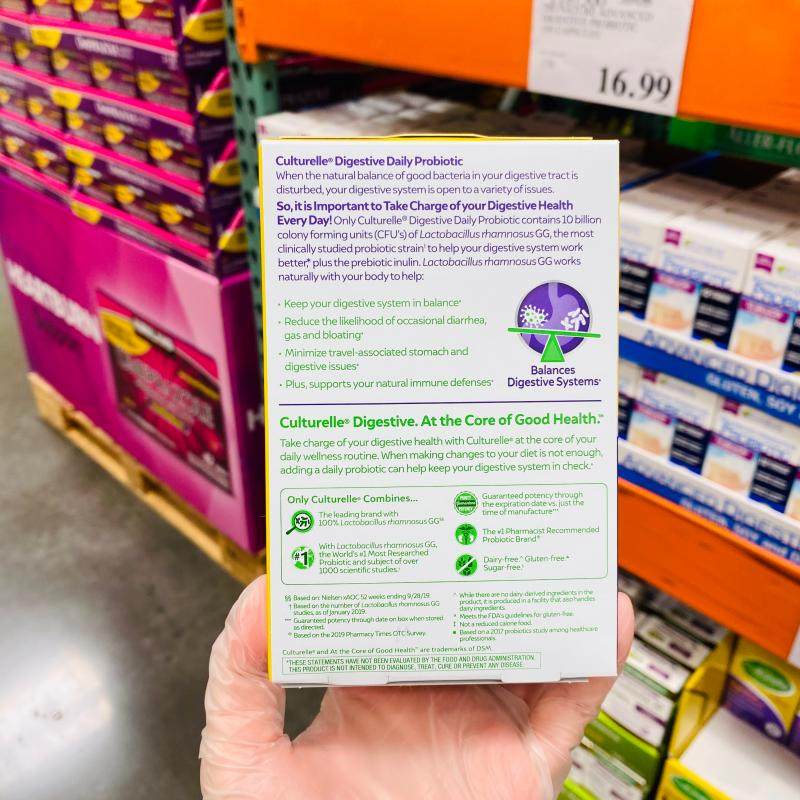 16.99
Culturelle® Digestive Daily Probiotic
When the natural balance of good bacteria in your digestive tract is
disturbed, your digestive system is open to a variety of issues.
So, it is Important to Take Charge of your Digestive Health
Every Day! Only Culturelle® Digestive Daily Probiotic contains 10 billion
colony forming units (CFU's) of Lactobacillus rhamnosus GG, the most
clinically studied probiotic strain† to help your digestive system work
better,* plus the prebiotic inulin. Lactobacillus rhamnosus GG works
naturally with your body to help:
• Keep your digestive system in balance*
• Reduce the likelihood of occasional diarrhea,
gas and bloating*
• Minimize travel-associated stomach and
digestive issues*
• Plus, supports your natural immune defenses*
Balances
Digestive Systems*
Culturelle® Digestive. At the Core of Good Health.™
Take charge of your digestive health with Culturelle® at the core of your
daily wellness routine. When making changes to your diet is not enough,
adding a daily probiotic can help keep your digestive system in check.*
Only Culturelle® Combines...
The leading brand with
100% Lactobacillus rhamnosus GG§§
#1
With Lactobacillus rhamnosus GG,
the World's #1 Most Researched
Probiotic and subject of over
1000 scientific studies.†
Guaranteed potency through
the expiration date vs. just the
time of manufacture***
The #1 Pharmacist Recommended
Probiotic Brand
Dairy-free.^ Gluten-free.
Sugar-free.‡
§§ Based on: Nielsen xAOC 52 weeks ending 9/28/19.
† Based on the number of Lactobacillus rhamnosus GG
studies, as of January 2019.
*** Guaranteed potency through date on box when stored
as directed.
Based on the 2019 Pharmacy Times OTC Survey.
^ While there are no dairy-derived ingredients in the
product, it is produced in a facility that also handles
dairy ingredients.
Meets the FDA's guidelines for gluten-free.
‡ Not a reduced calorie food.
■ Based on a 2017 probiotics study among healthcare
professionals.
Culturelle® and At the Core of Good Health™ are trademarks of DSM.
*THESE STATEMENTS HAVE NOT BEEN EVALUATED BY THE FOOD AND DRUG ADMINISTRATION.
THIS PRODUCT IS NOT INTENDED TO DIAGNOSE, TREAT, CURE OR PREVENT ANY DISEASE.
HEARTBURN